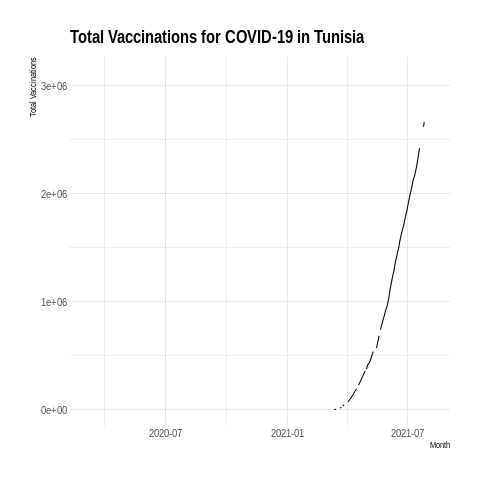 Total Vaccinations for COVID-19 in Tunisia
Total Vaccinations
3e+06
2e+06
1e+06
0e+00
2020-07
2021-01
2021-07
Month